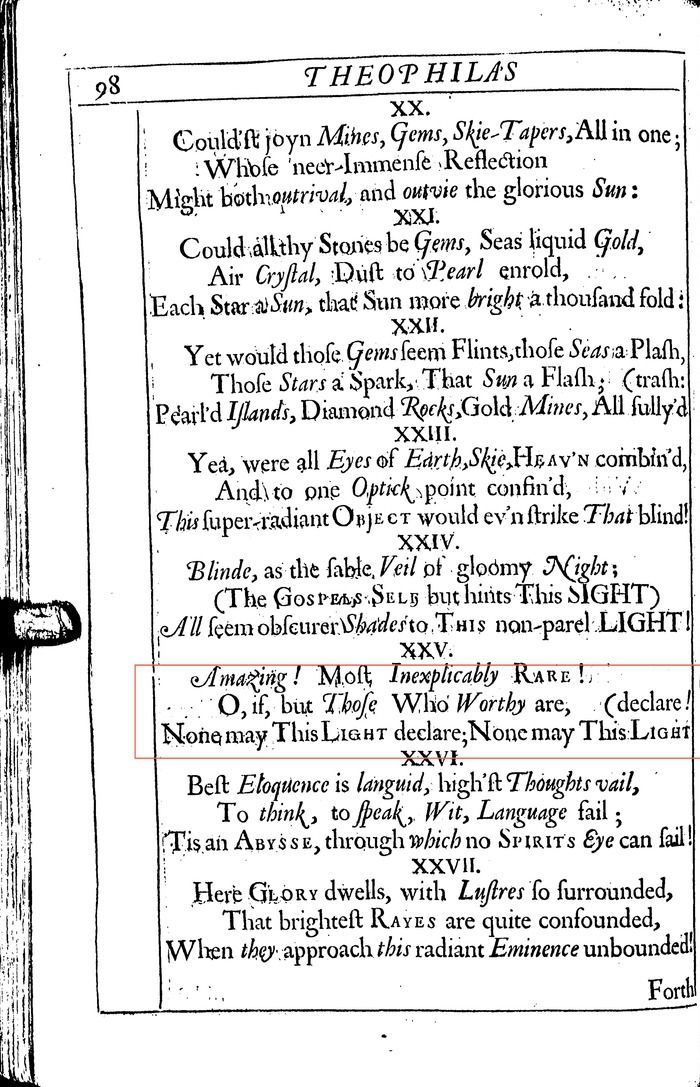 98
THEOPHILA'S
XX.
Could'ſt joyn Mines, Gems, Skie-Tapers, All in one;
Whoſe neer-Immenſe Reflection
Might both outrival, and outvie the glorious Sun:
XXI.
Could all thy Stones be Gems, Seas liquid Gold,
Air Cryſtal, Duſt to Pearl enrold,
Each Star a Sun, that Sun more bright a thouſand fold:
XXII.
Yet would thoſe Gems ſeem Flints, thoſe Seas a Plaſh,
Thoſe Stars a Spark, That Sun a Flaſh; (traſh:
Pearl'd Iſlands, Diamond Rocks, Gold Mines, All ſully'd
XXIII.
Yea, were all Eyes of Earth, Skie, HEAV'N combin'd,
And to one Optick point confin'd,
This ſuper-radiant OBJECT would ev'n ſtrike That blind!
XXIV.
Blinde, as the ſable Veil of gloomy Night;
(The GOSPELS SELF but hints This SIGHT)
All ſeem obſcurer Shades to THIS non-parel LIGHT!
XXV.
Amazing! Moſt Inexplicably RARE!
O, if, but Thoſe Who Worthy are, (declare!
None may This LIGHT declare; None may This LIGHT
XXVI.
Beſt Eloquence is languid, high'ſt Thoughts vail,
To think, to ſpeak, Wit, Language fail;
'Tis an ABYSSE, through which no SPIRITS Eye can ſail!
XXVII.
Here GLORY dwells, with Luſtres ſo ſurrounded,
That brighteſt RAYES are quite confounded,
When they approach this radiant Eminence unbounded!
Forth